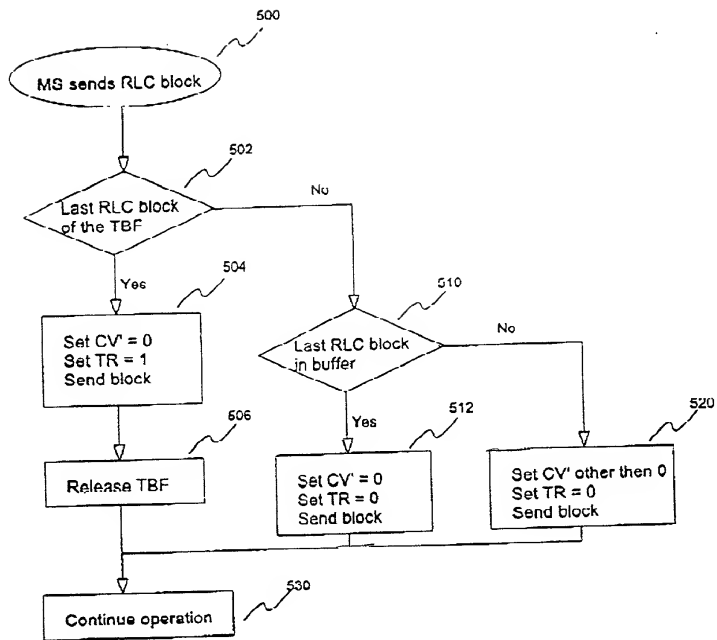 500
MS sends RLC block
502
Last RLC block
of the TBF
No
Yes
504
510
Set CV' = 0
Set TR = 1
Send block
Last RLC block
in buffer
No
Yes
506
512
520
Release TBF
Set CV' = 0
Set TR = 0
Send block
Set CV' other then 0
Set TR = 0
Send block
530
Continue operation